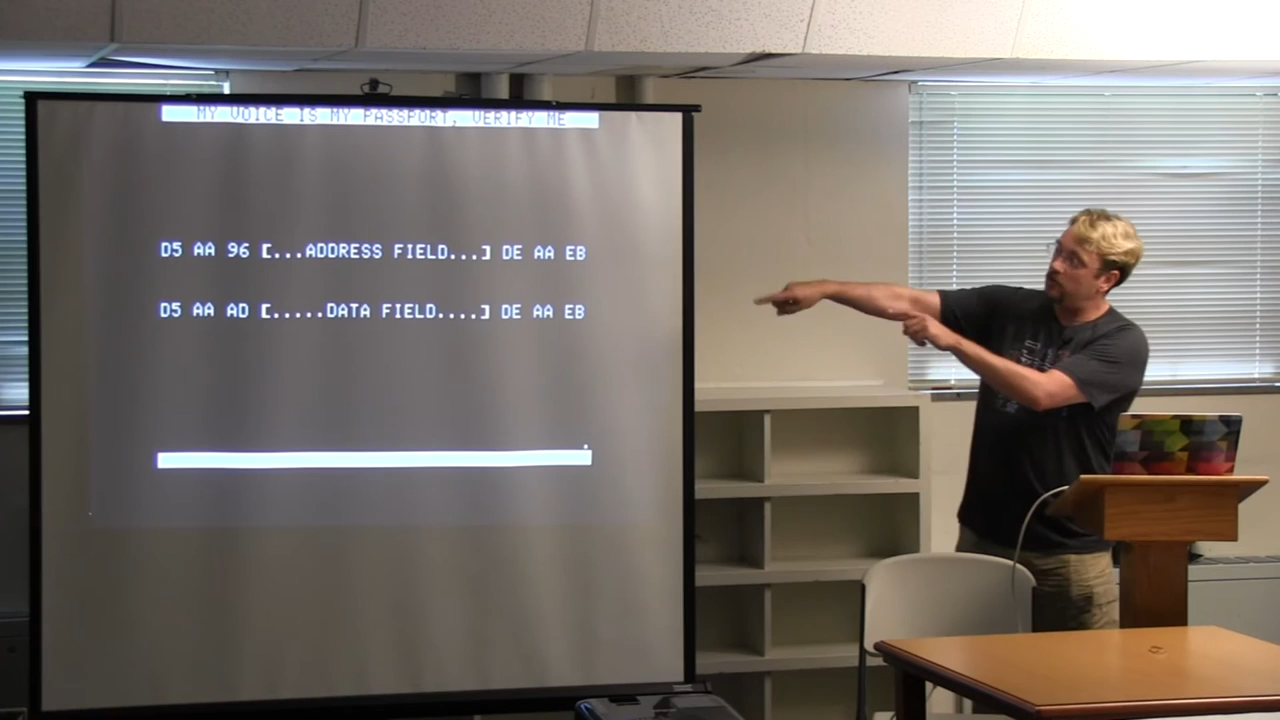 MY VOICE IS MY PASSPORT, VERIFY ME
D5 AA 96 [...ADDRESS FIELD...] DE AA EB
D5 AA AD [.....DATA FIELD....] DE AA EB